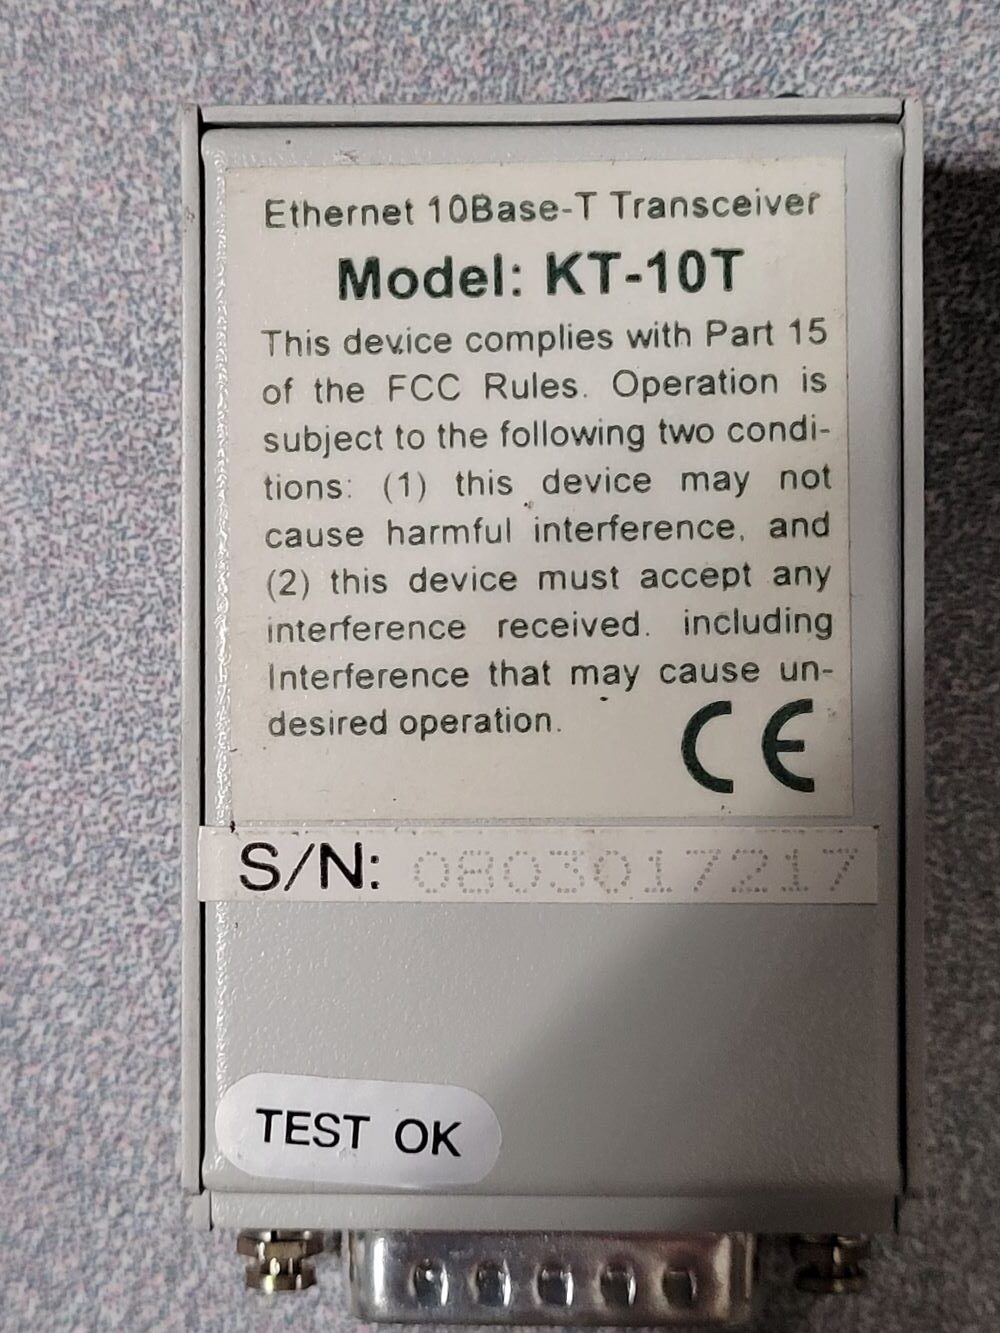 Ethernet 10Base-T Transceiver
Model: KT-10T
This device complies with Part 15
of the FCC Rules. Operation is
subject to the following two condi-
tions: (1) this device may not
cause harmful interference, and
(2) this device must accept any
interference received. including
Interference that may cause un-
desired operation.
CE
S/N: 0803017217
TEST OK